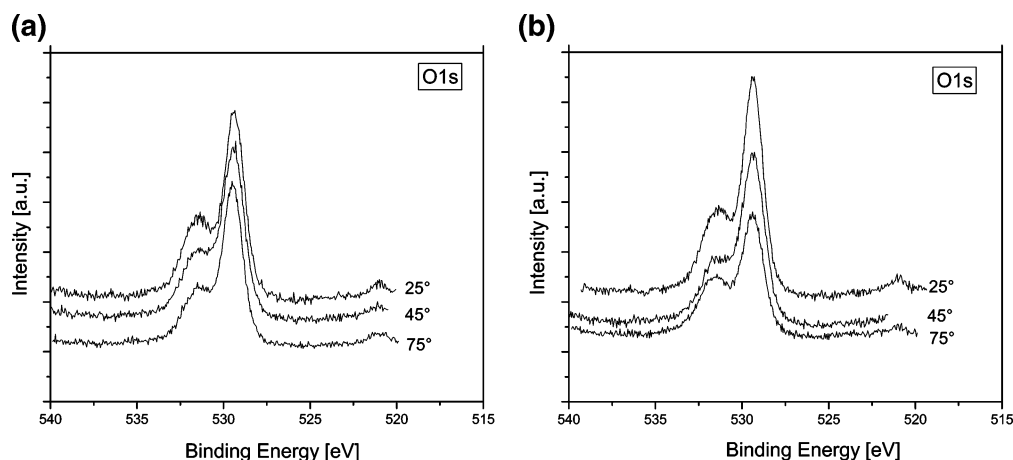 (a)
O1s
Intensity [a.u.]
25°
45°
75°
540 535 530 525 520 515
Binding Energy [eV]
(b)
O1s
Intensity [a.u.]
25°
45°
75°
540 535 530 525 520 515
Binding Energy [eV]